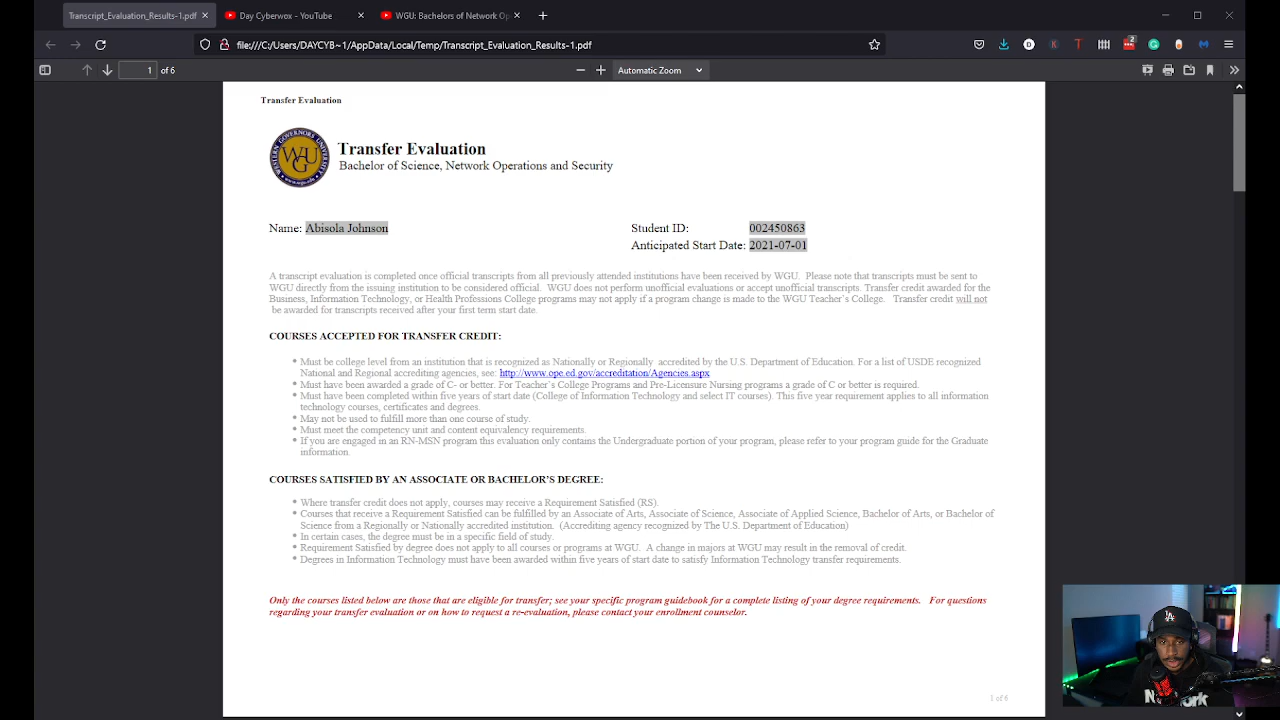 Transcript_Evaluation_Results-1.pdf
Day Cyberwox - YouTube
WGU: Bachelors of Network Op
file:///C:/Users/DAYCYB~1/AppData/Local/Temp/Transcript_Evaluation_Results-1.pdf
2
1 of 6
Automatic Zoom
Transfer Evaluation
Transfer Evaluation
Bachelor of Science, Network Operations and Security
WESTERN GOVERNORS UNIVERSITY
WGU
www.wgu.edu
Name: Abisola Johnson
Student ID: 002450863
Anticipated Start Date: 2021-07-01
A transcript evaluation is completed once official transcripts from all previously attended institutions have been received by WGU. Please note that transcripts must be sent to
WGU directly from the issuing institution to be considered official. WGU does not perform unofficial evaluations or accept unofficial transcripts. Transfer credit awarded for the
Business, Information Technology, or Health Professions College programs may not apply if a program change is made to the WGU Teacher's College. Transfer credit will not
be awarded for transcripts received after your first term start date.
COURSES ACCEPTED FOR TRANSFER CREDIT:
• Must be college level from an institution that is recognized as Nationally or Regionally accredited by the U.S. Department of Education. For a list of USDE recognized
National and Regional accrediting agencies, see: http://www.ope.ed.gov/accreditation/Agencies.aspx
• Must have been awarded a grade of C- or better. For Teacher's College Programs and Pre-Licensure Nursing programs a grade of C or better is required.
• Must have been completed within five years of start date (College of Information Technology and select IT courses). This five year requirement applies to all information
technology courses, certificates and degrees.
• May not be used to fulfill more than one course of study.
• Must meet the competency unit and content equivalency requirements.
• If you are engaged in an RN-MSN program this evaluation only contains the Undergraduate portion of your program, please refer to your program guide for the Graduate
information.
COURSES SATISFIED BY AN ASSOCIATE OR BACHELOR'S DEGREE:
• Where transfer credit does not apply, courses may receive a Requirement Satisfied (RS).
• Courses that receive a Requirement Satisfied can be fulfilled by an Associate of Arts, Associate of Science, Associate of Applied Science, Bachelor of Arts, or Bachelor of
Science from a Regionally or Nationally accredited institution. (Accrediting agency recognized by The U.S. Department of Education)
• In certain cases, the degree must be in a specific field of study.
• Requirement Satisfied by degree does not apply to all courses or programs at WGU. A change in majors at WGU may result in the removal of credit.
• Degrees in Information Technology must have been awarded within five years of start date to satisfy Information Technology transfer requirements.
Only the courses listed below are those that are eligible for transfer; see your specific program guidebook for a complete listing of your degree requirements. For questions
regarding your transfer evaluation or on how to request a re-evaluation, please contact your enrollment counselor.
1 of 6
LA